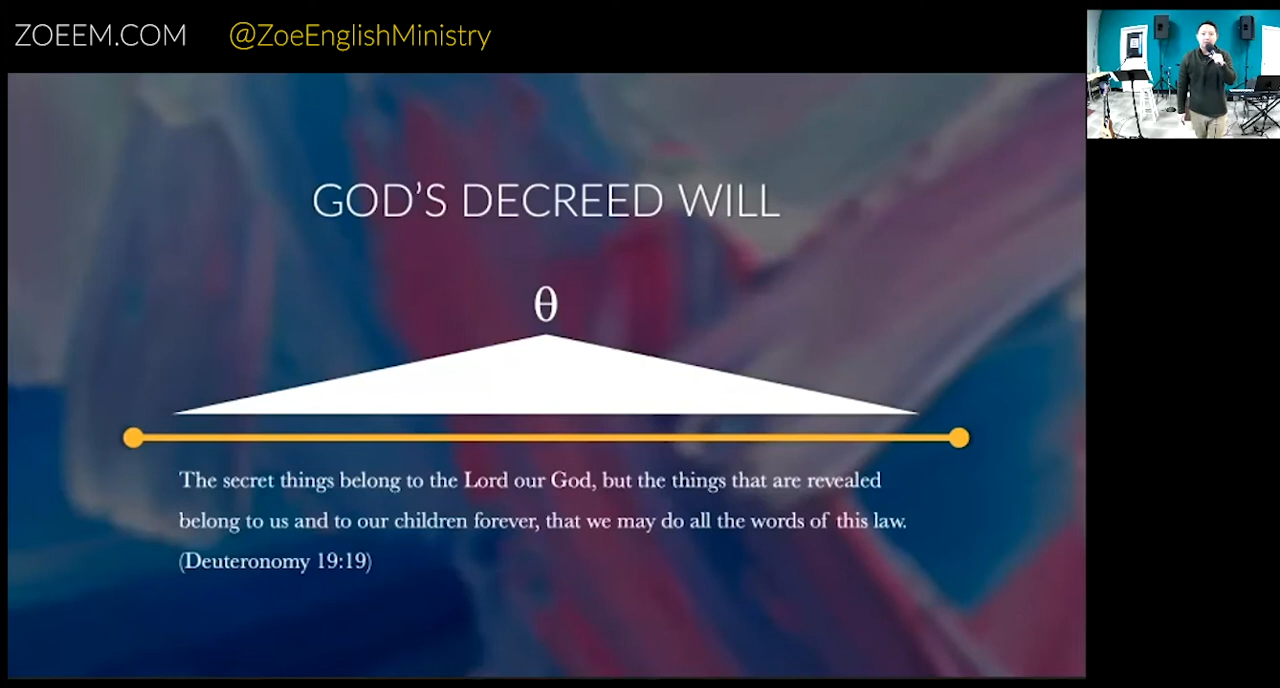 ZOEEM.COM @ZoeEnglishMinistry
GOD'S DECREED WILL
θ
The secret things belong to the Lord our God, but the things that are revealed
belong to us and to our children forever, that we may do all the words of this law.
(Deuteronomy 19:19)